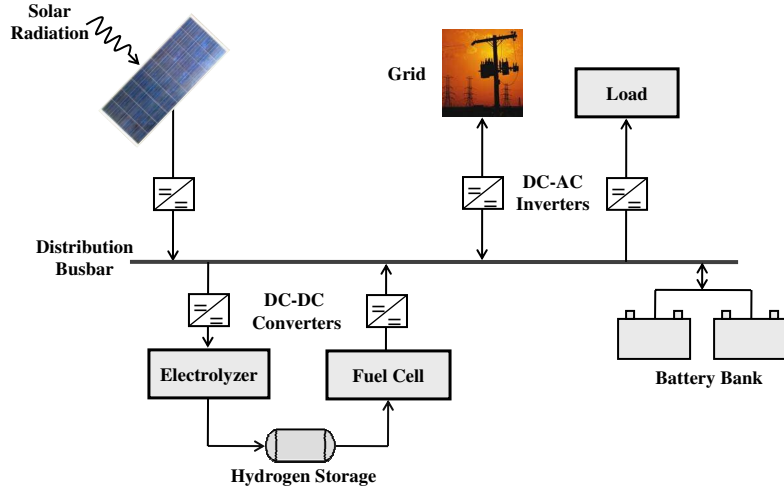 Solar
Radiation
Grid
Load
DC-AC
Inverters
Distribution
Busbar
DC-DC
Converters
Electrolyzer
Fuel Cell
Battery Bank
Hydrogen Storage